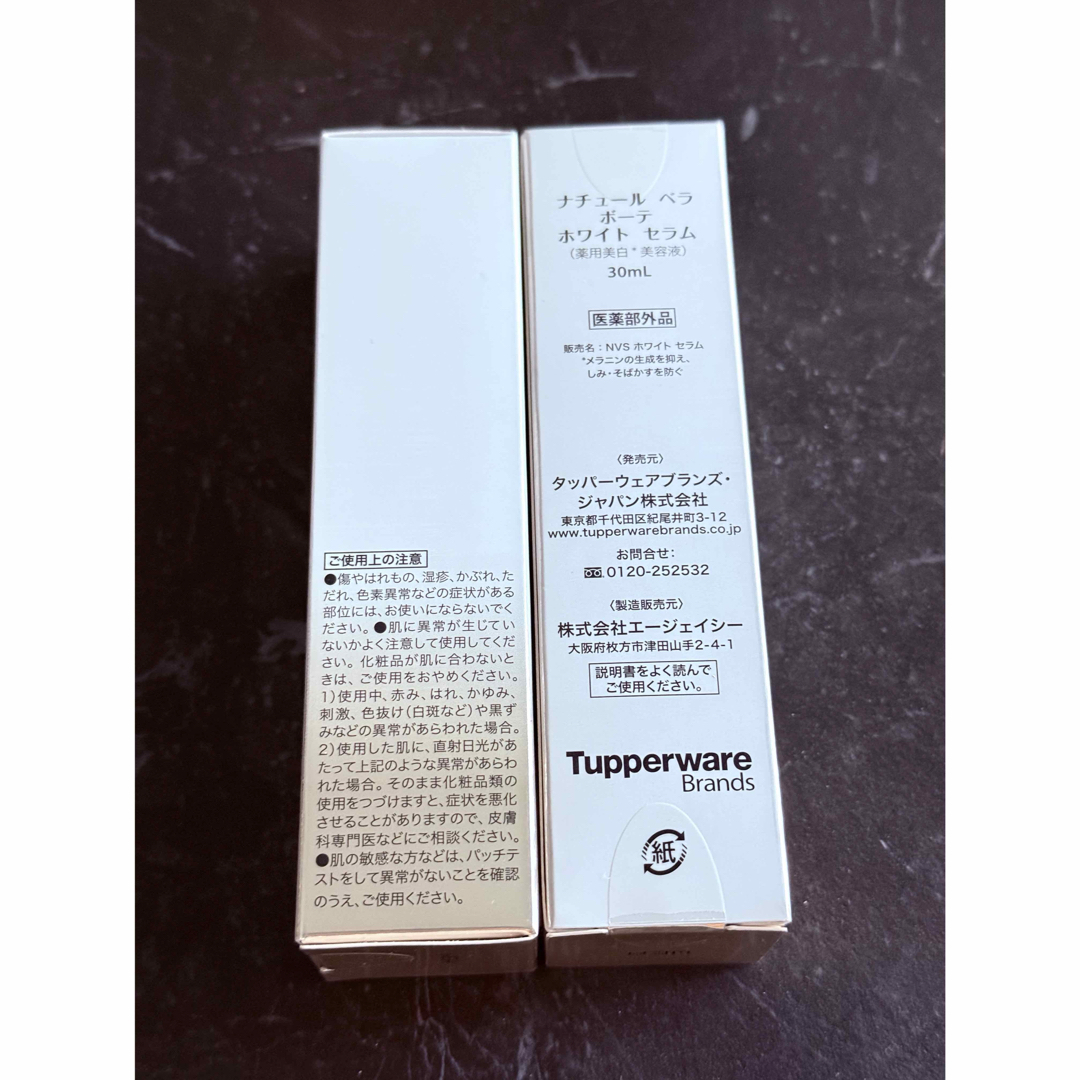 ご使用上の注意
●傷やはれもの、湿疹、かぶれ、た
だれ、色素異常などの症状がある
部位には、お使いにならないでく
ださい。●肌に異常が生じてい
ないかよく注意して使用してくだ
さい。化粧品が肌に合わないと
きは、ご使用をおやめください。
1)使用中、赤み、はれ、かゆみ、
刺激、色抜け(白斑など)や黒ず
みなどの異常があらわれた場合。
2)使用した肌に、直射日光があ
たって上記のような異常があらわ
れた場合。そのまま化粧品類の
使用をつづけますと、症状を悪化
させることがありますので、皮膚
科専門医などにご相談ください。
●肌の敏感な方などは、パッチテ
ストをして異常がないことを確認
のうえ、ご使用ください。
ナチュール ベラ
ボーテ
ホワイト セラム
(薬用美白*美容液)
30mL
医薬部外品
販売名:NVS ホワイト セラム
*メラニンの生成を抑え、
しみ・そばかすを防ぐ
〈発売元〉
タッパーウェアブランズ・
ジャパン株式会社
東京都千代田区紀尾井町3-12
www.tupperwarebrands.co.jp
お問合せ:
0120-252532
〈製造販売元〉
株式会社エージェイシー
大阪府枚方市津田山手2-4-1
説明書をよく読んで
ご使用ください。
Tupperware
Brands
紙